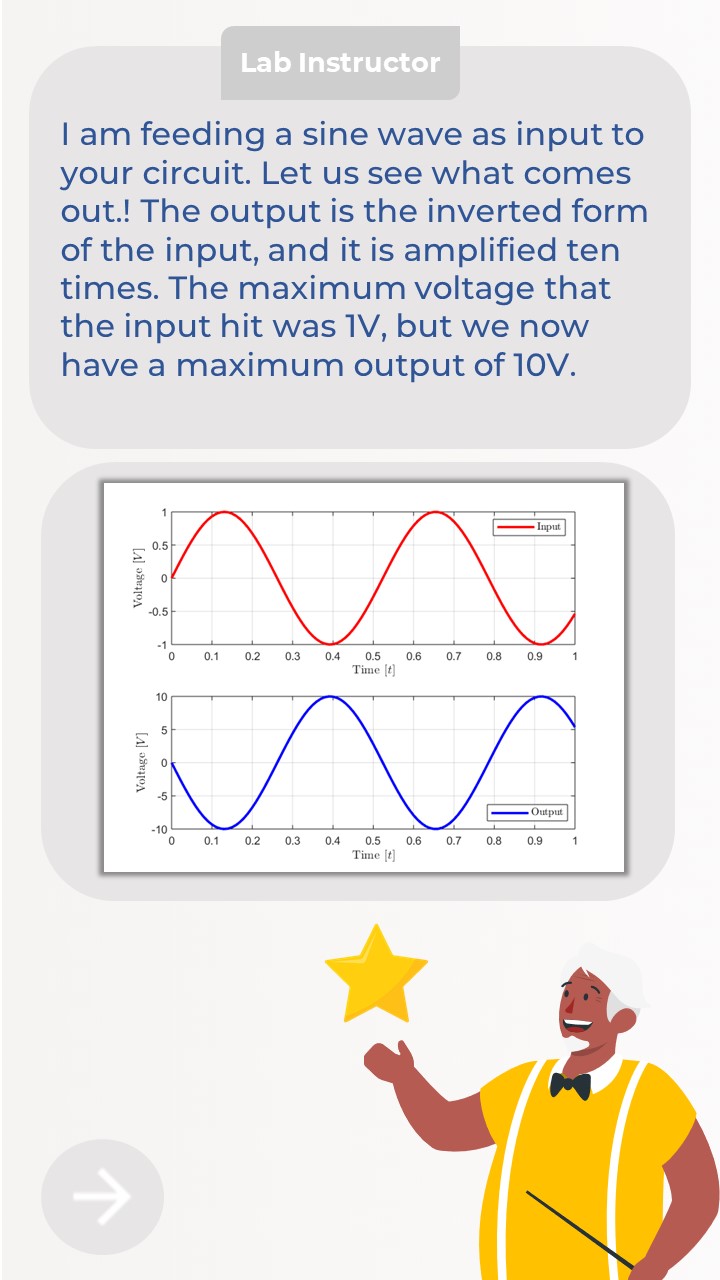 Lab Instructor
I am feeding a sine wave as input to
your circuit. Let us see what comes
out.! The output is the inverted form
of the input, and it is amplified ten
times. The maximum voltage that
the input hit was 1V, but we now
have a maximum output of 10V.
1
0.5
0
-0.5
-1
Voltage [V]
Input
0 0.1 0.2 0.3 0.4 0.5 0.6 0.7 0.8 0.9 1
Time [t]
10
5
0
-5
-10
Voltage [V]
Output
0 0.1 0.2 0.3 0.4 0.5 0.6 0.7 0.8 0.9 1
Time [t]